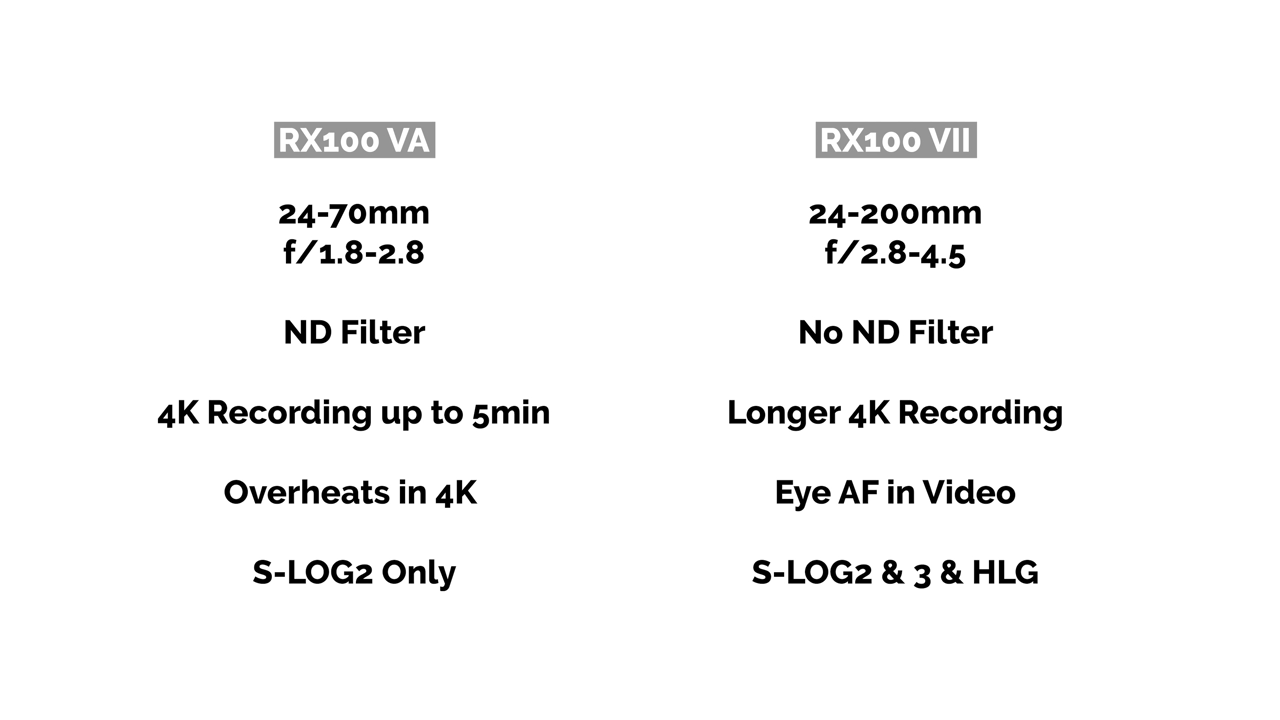 RX100 VA
24-70mm
f/1.8-2.8
ND Filter
4K Recording up to 5min
Overheats in 4K
S-LOG2 Only
RX100 VII
24-200mm
f/2.8-4.5
No ND Filter
Longer 4K Recording
Eye AF in Video
S-LOG2 & 3 & HLG